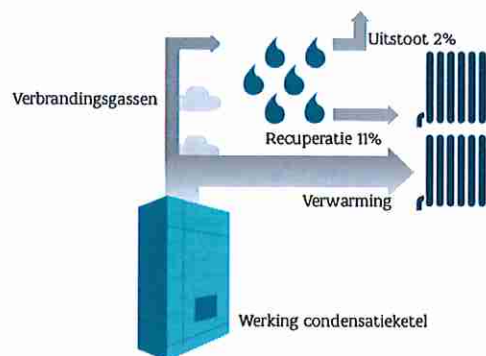 Uitstoot 2%
Verbrandingsgassen
Recuperatie 11%
Verwarming
Werking condensatieketel